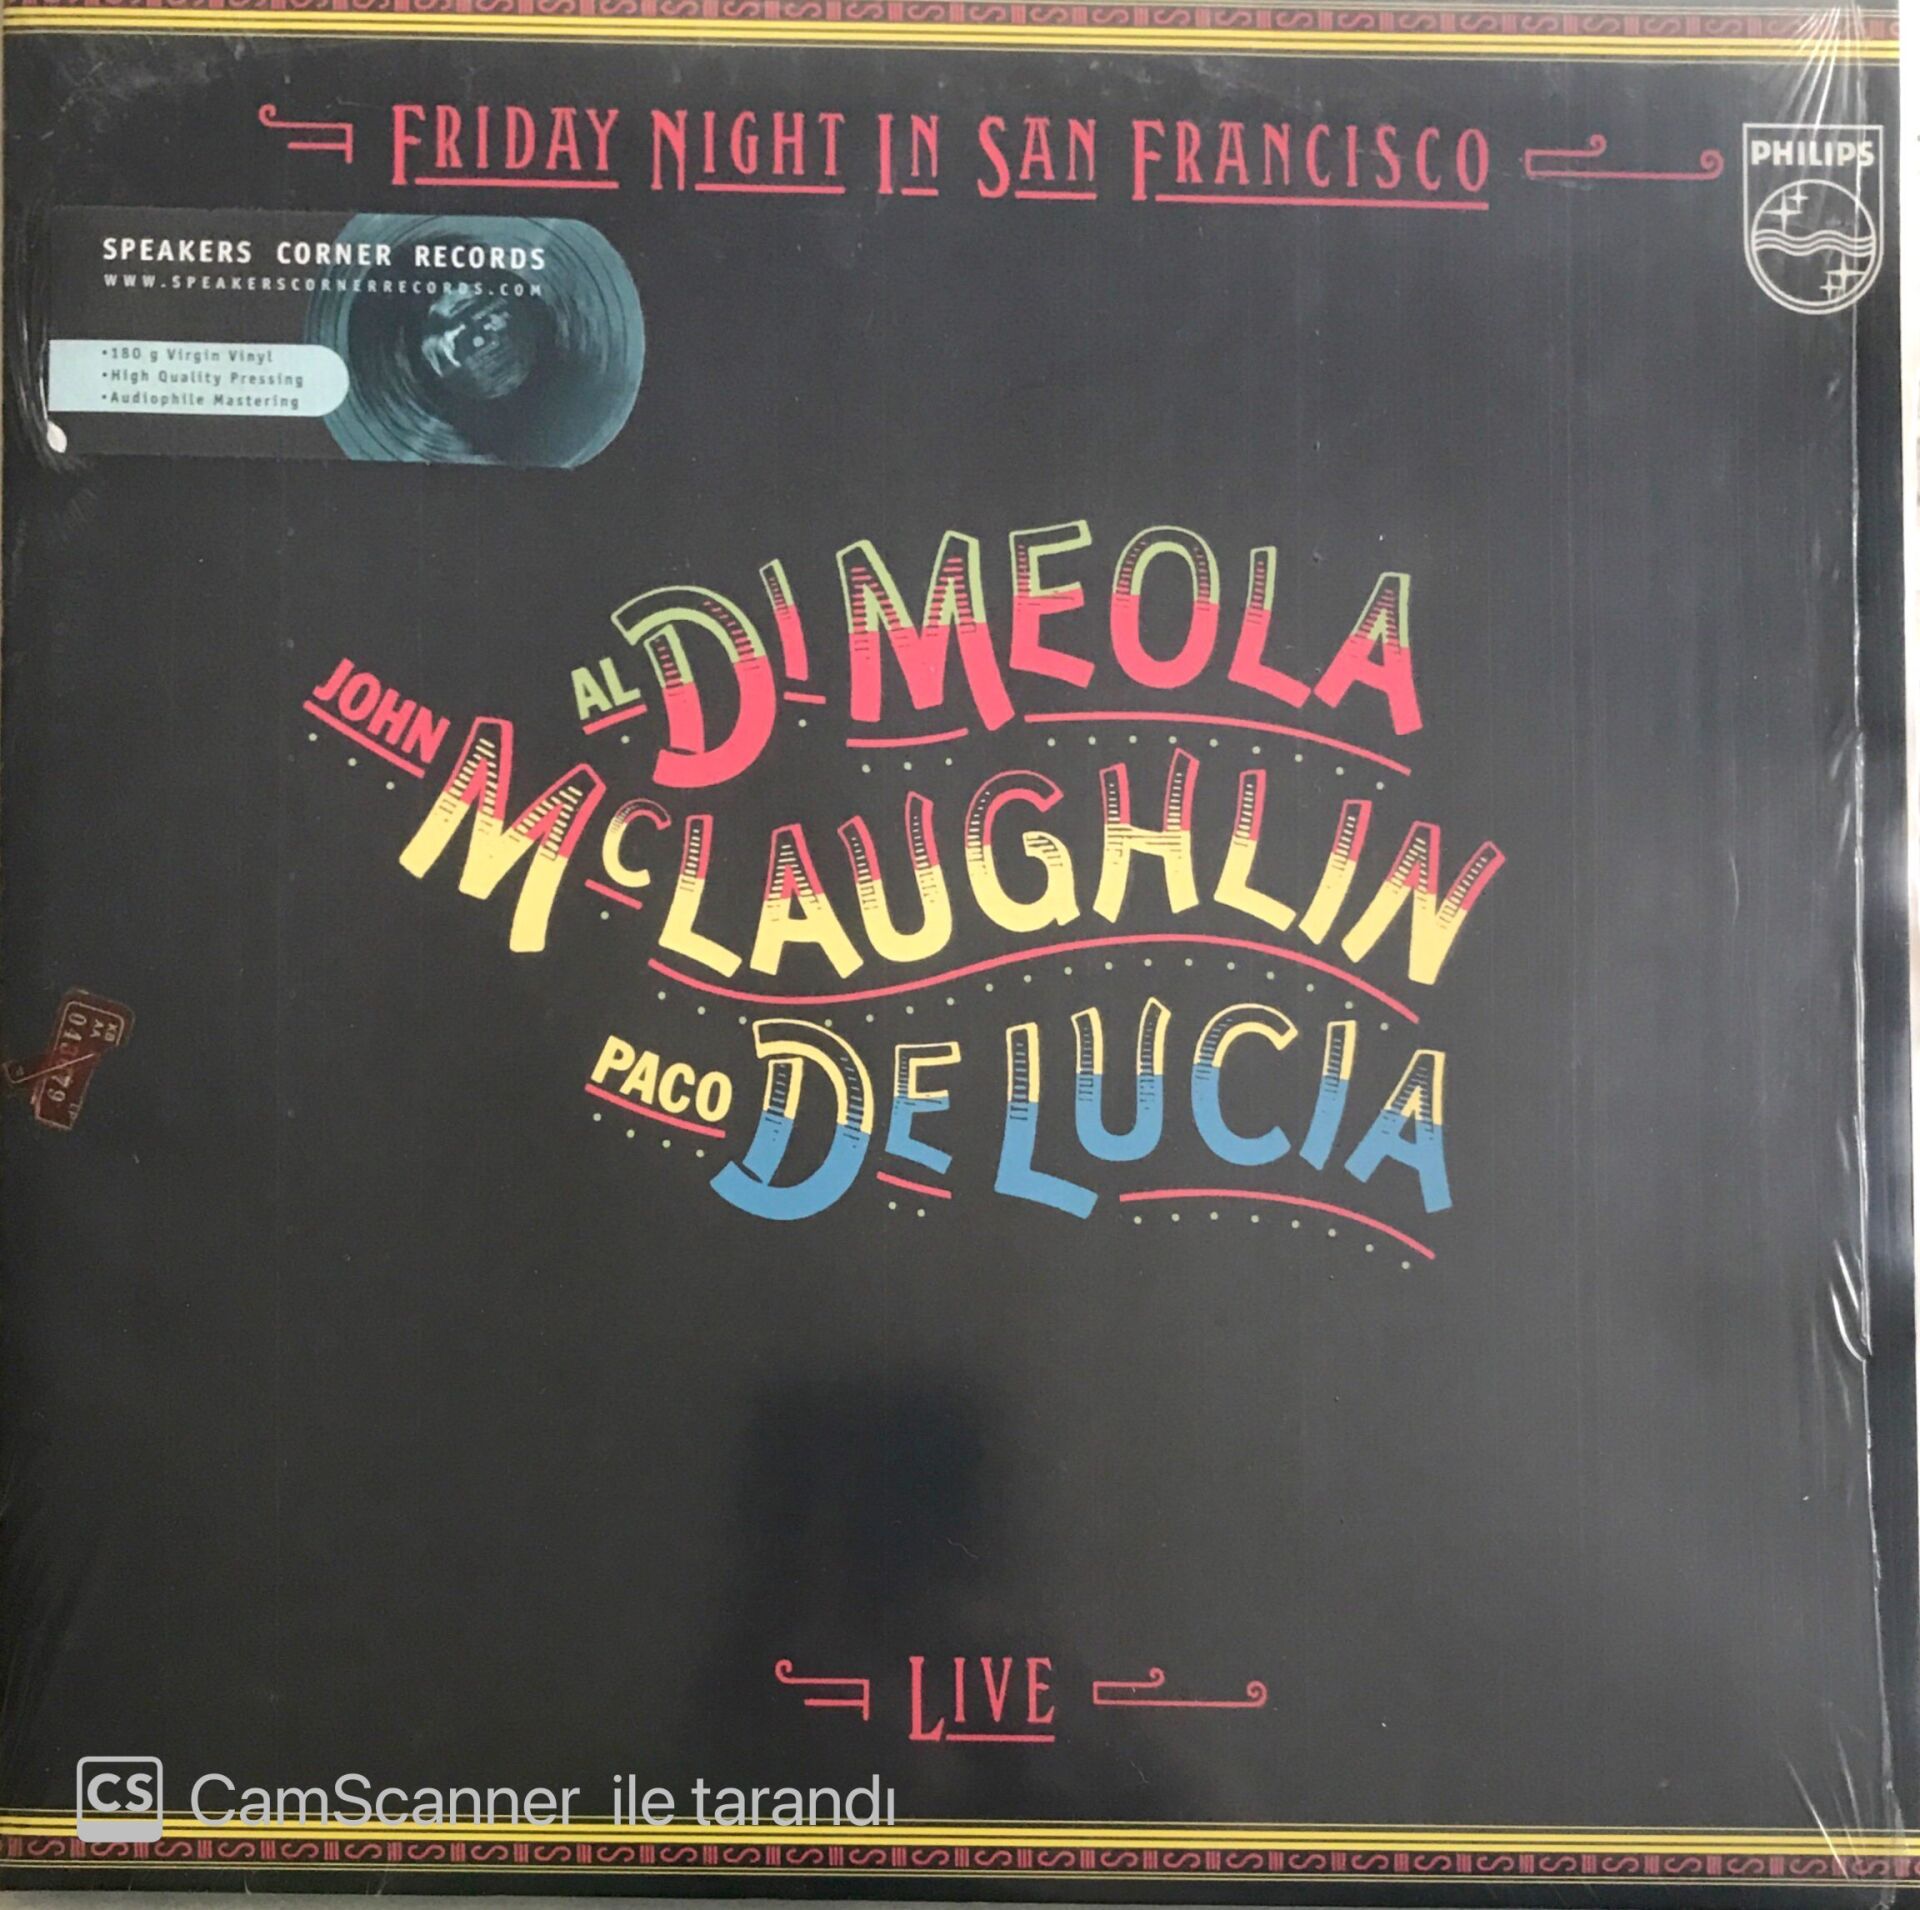 FRIDAY NIGHT IN SAN FRANCISCO
PHILIPS
SPEAKERS CORNER RECORDS
WWW.SPEAKERSCORNERRECORDS.COM
•180 g Virgin Vinyl
•High Quality Pressing
•Audiophile Mastering
AL DI MEOLA
JOHN MCLAUGHLIN
PACO DE LUCIA
LIVE
CS CamScanner ile tarandı